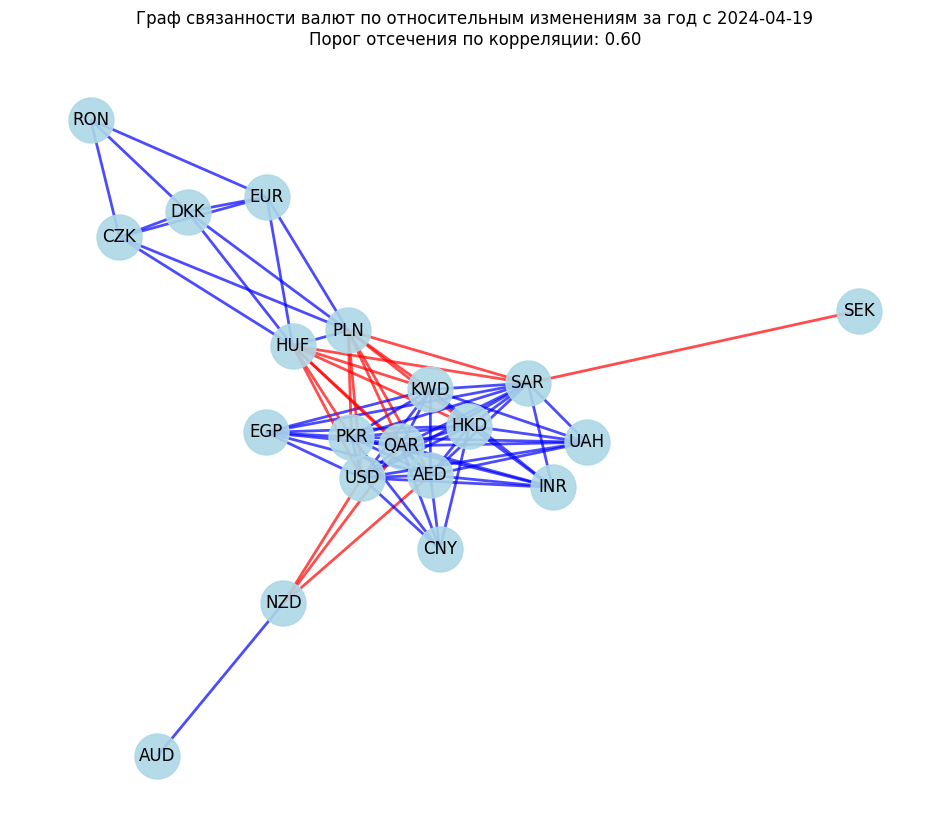 Граф связанности валют по относительным изменениям за год с 2024-04-19
Порог отсечения по корреляции: 0.60
RON
EUR
DKK
CZK
SEK
PLN
HUF
SAR
KWD
HKD
EGP
PKR
QAR
UAH
USD
AED
INR
CNY
NZD
AUD